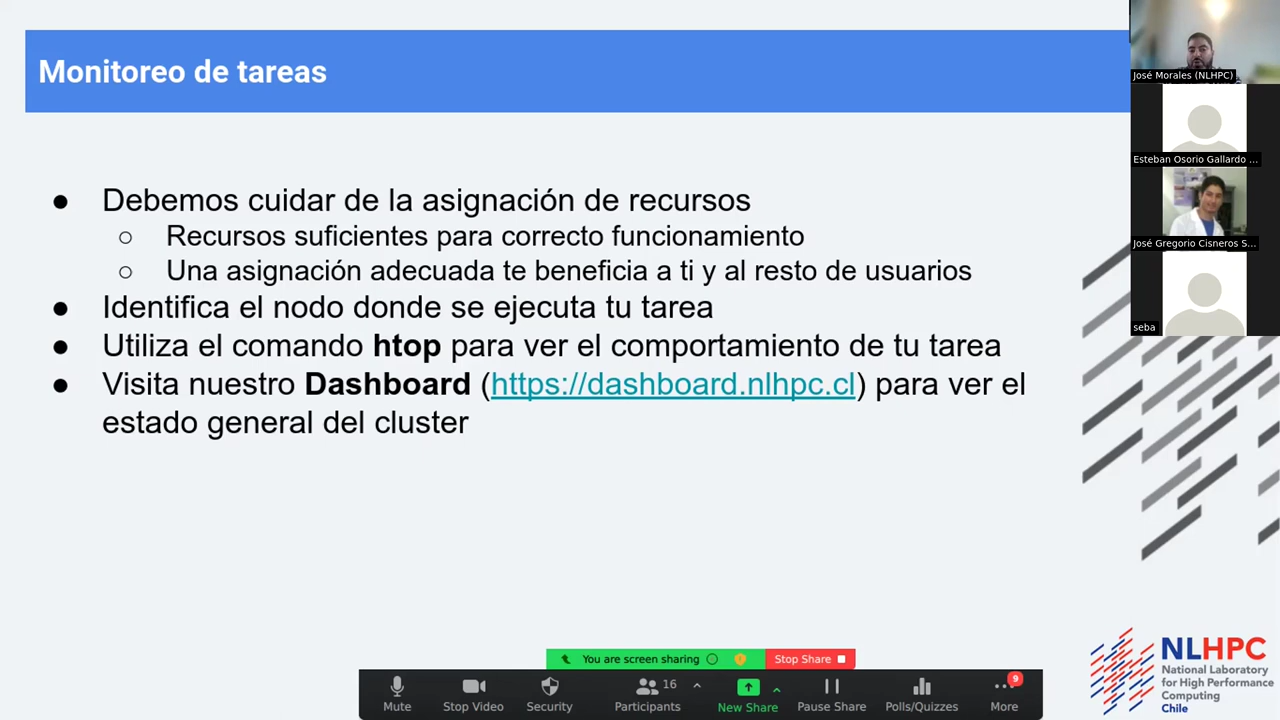 Monitoreo de tareas
● Debemos cuidar de la asignación de recursos
○ Recursos suficientes para correcto funcionamiento
○ Una asignación adecuada te beneficia a ti y al resto de usuarios
● Identifica el nodo donde se ejecuta tu tarea
● Utiliza el comando htop para ver el comportamiento de tu tarea
● Visita nuestro Dashboard (https://dashboard.nlhpc.cl) para ver el
estado general del cluster
José Morales (NLHPC)
Esteban Osorio Gallardo ...
José Gregorio Cisneros S...
seba
NLHPC
National Laboratory
for High Performance
Computing
Chile
You are screen sharing
Stop Share
Mute
Stop Video
Security
Participants
16
New Share
Pause Share
Polls/Quizzes
More
9